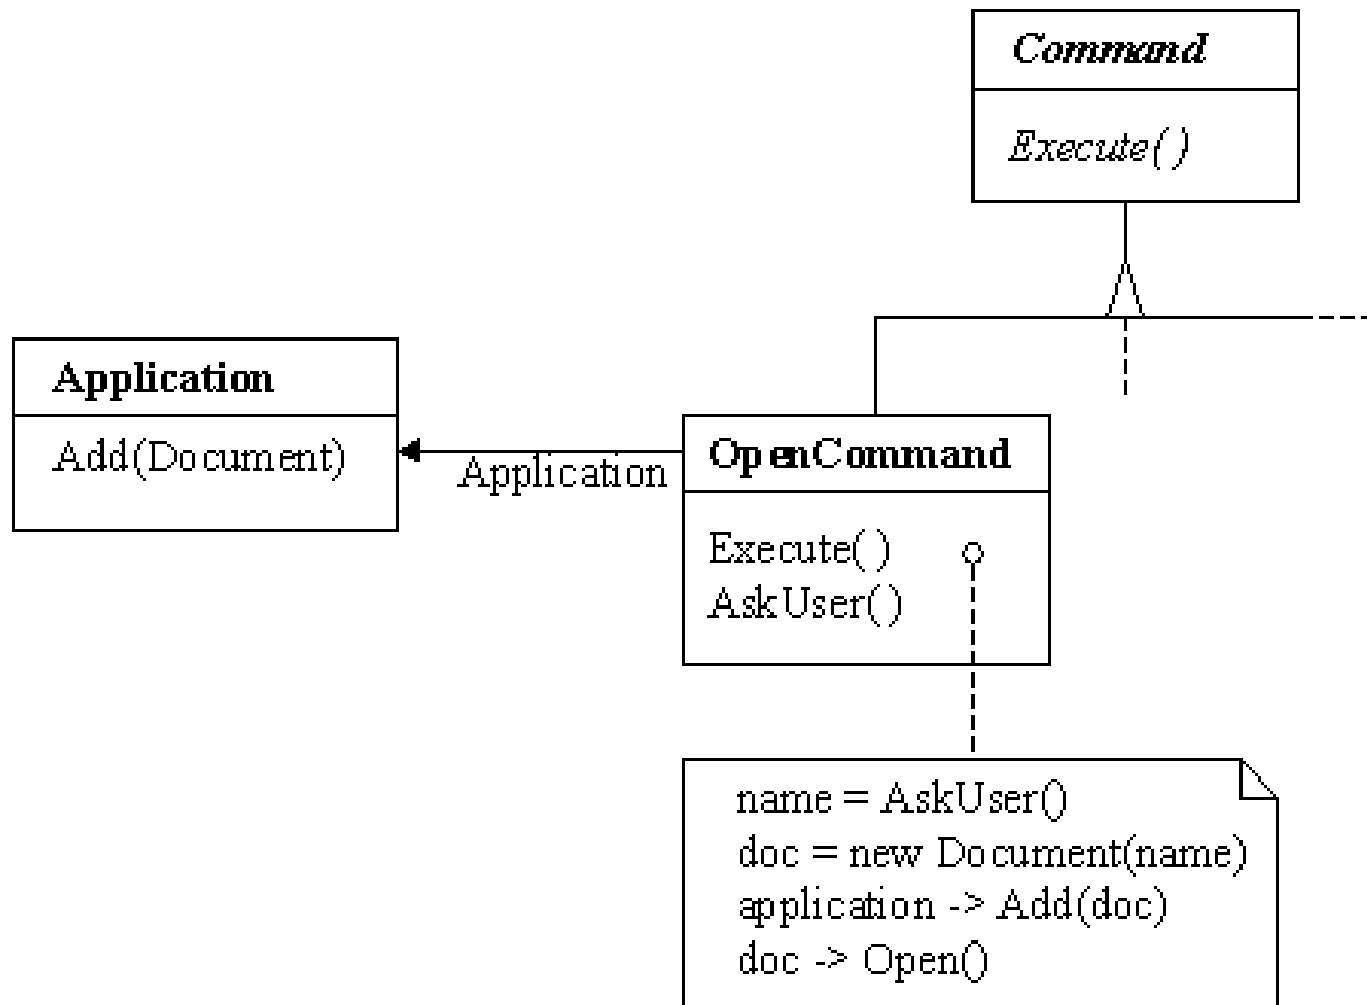 Command
Execute( )
Application
Add(Document)
Application
OpenCommand
Execute( )
AskUser( )
name = AskUser()
doc = new Document(name)
application -> Add(doc)
doc -> Open()